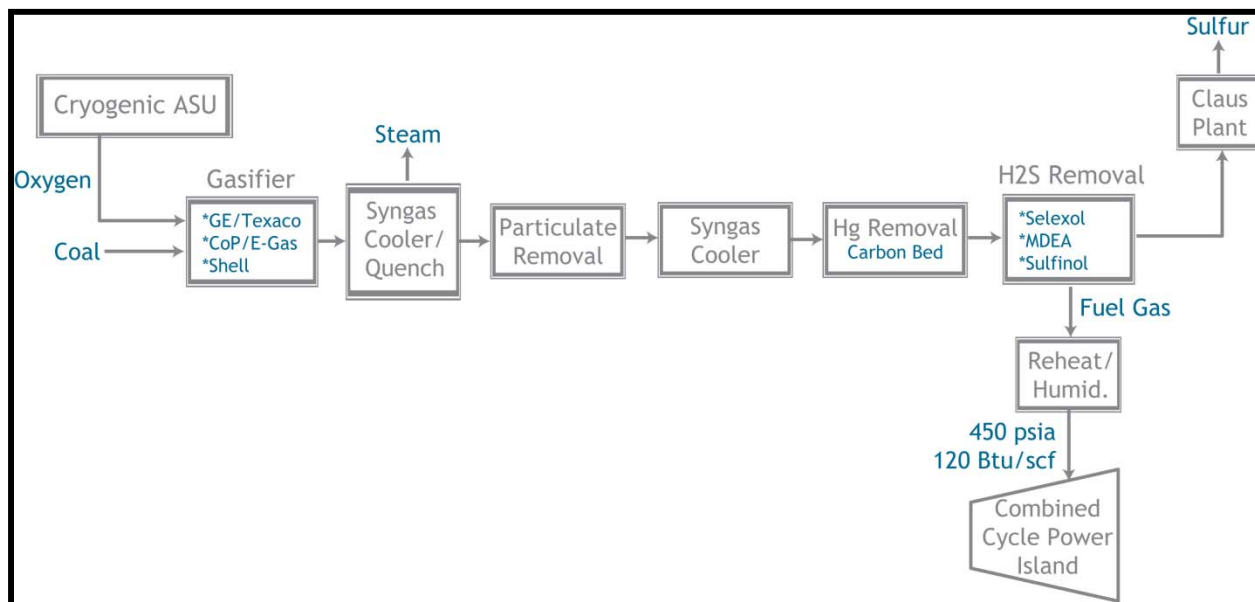 Cryogenic ASU
Oxygen
Coal
Gasifier
*GE/Texaco
*CoP/E-Gas
*Shell
Steam
Syngas
Cooler/
Quench
Particulate
Removal
Syngas
Cooler
Hg Removal
Carbon Bed
H2S Removal
*Selexol
*MDEA
*Sulfinol
Sulfur
Claus
Plant
Fuel Gas
Reheat/
Humid.
450 psia
120 Btu/scf
Combined
Cycle Power
Island